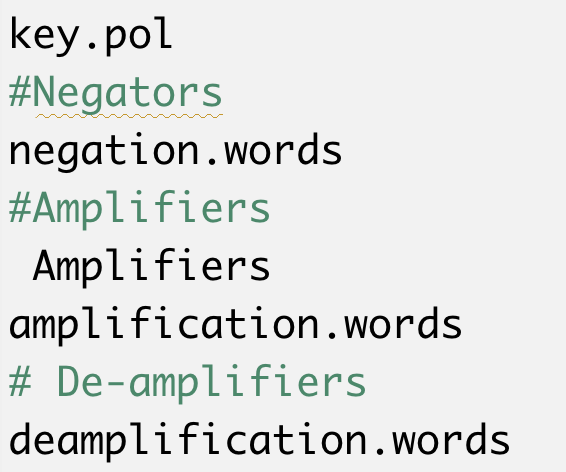 key.pol
#Negators
negation.words
#Amplifiers
Amplifiers
amplification.words
# De-amplifiers
deamplification.words